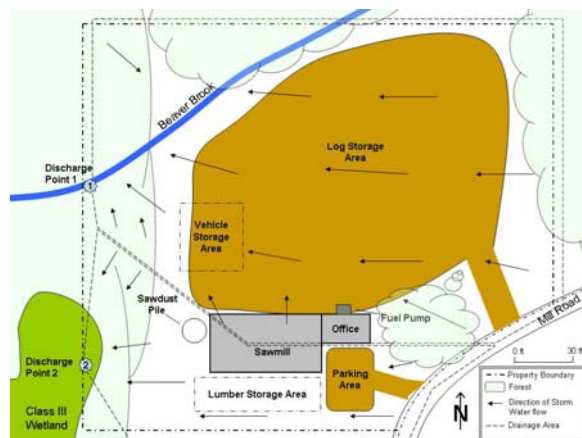 Beaver Brook
Discharge
Point 1
1
Log Storage
Area
Vehicle
Storage
Area
Sawdust
Pile
Office
Fuel Pump
Mill Road
Sawmill
Discharge
Point 2
2
Parking
Area
Lumber Storage Area
Class III
Wetland
N
0 ft
30 ft
Property Boundary
Forest
Direction of Storm
Water flow
Drainage Area